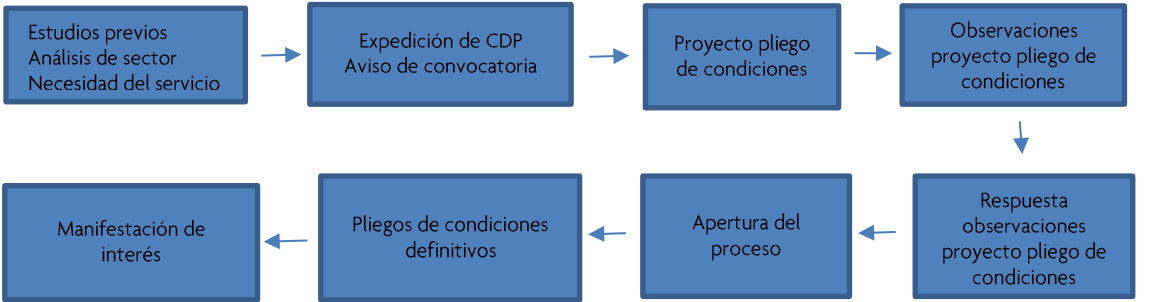 Estudios previos
Análisis de sector
Necesidad del servicio
Expedición de CDP
Aviso de convocatoria
Proyecto pliego
de condiciones
Observaciones
proyecto pliego de
condiciones
Respuesta
observaciones
proyecto pliego de
condiciones
Apertura del
proceso
Pliegos de condiciones
definitivos
Manifestación de
interés